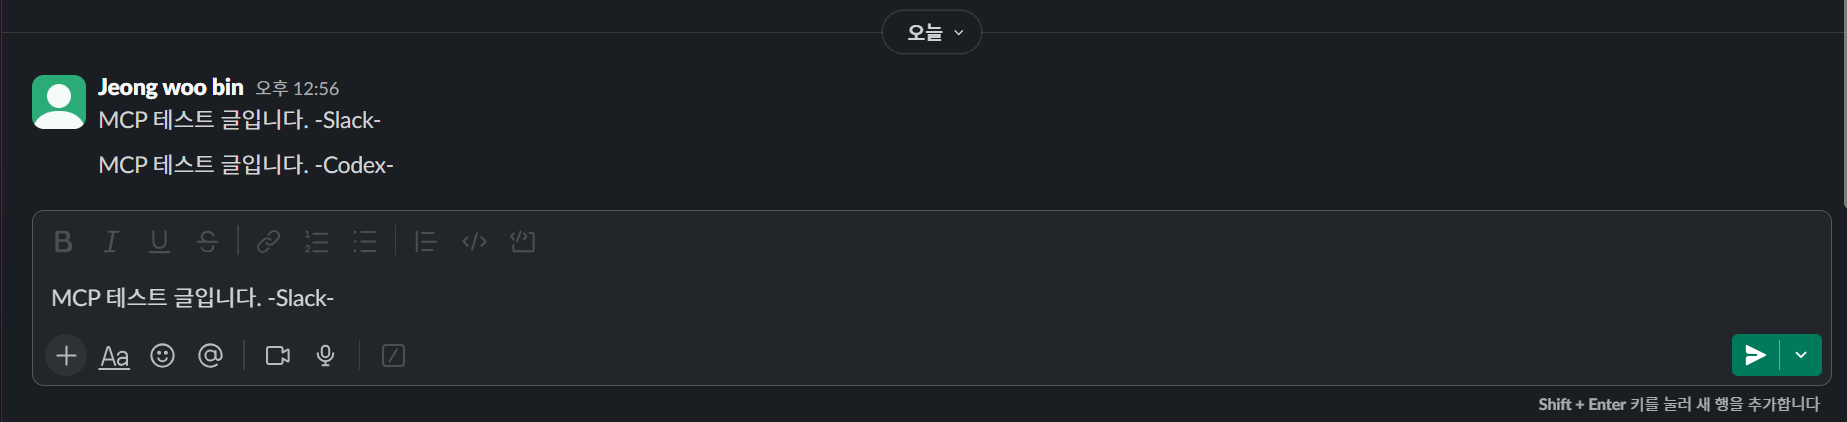 오늘
Jeong woo bin 오후 12:56
MCP 테스트 글입니다. -Slack-
MCP 테스트 글입니다. -Codex-
MCP 테스트 글입니다. -Slack-
Aa
Shift + Enter 키를 눌러 새 행을 추가합니다